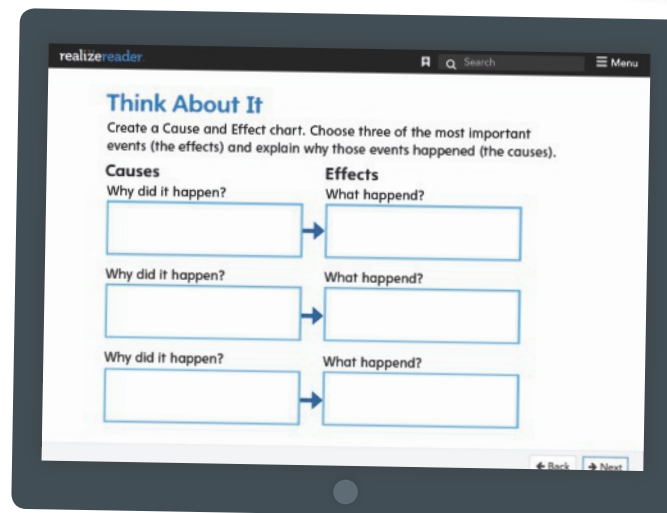 realizereader
Search
Menu
Think About It
Create a Cause and Effect chart. Choose three of the most important
events (the effects) and explain why those events happened (the causes).
Causes Effects
Why did it happen? What happend?
Why did it happen? What happend?
Why did it happen? What happend?
Back Next